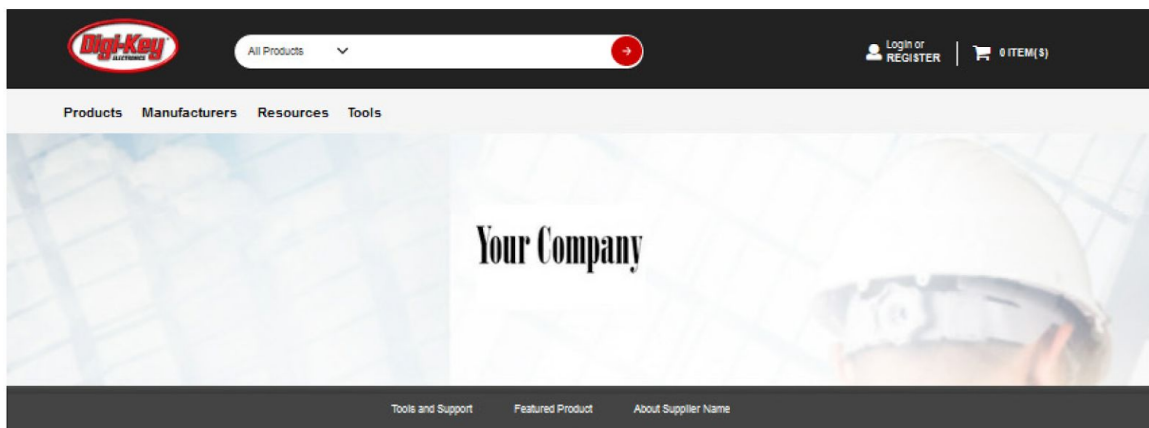 Digi-Key
ELECTRONICS
All Products
Login or
REGISTER
0 ITEM(S)
Products Manufacturers Resources Tools
Your Company
Tools and Support Featured Product About Supplier Name